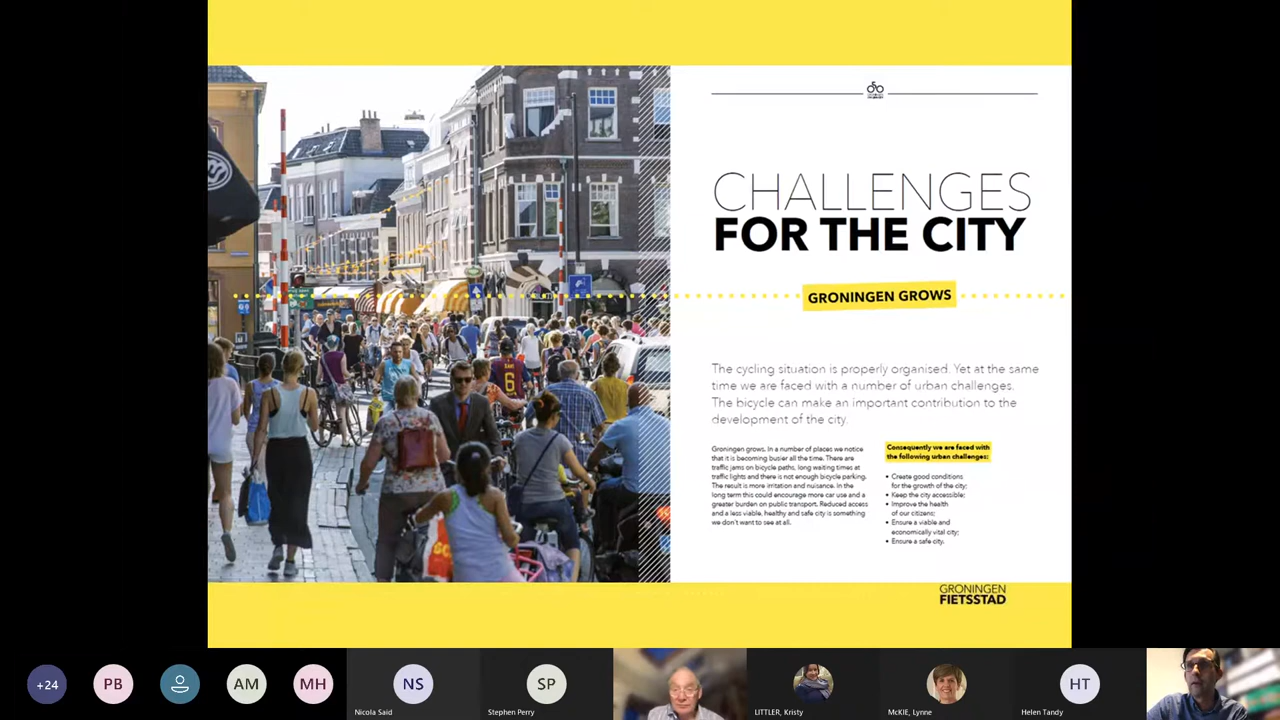 CHALLENGES
FOR THE CITY
GRONINGEN GROWS
The cycling situation is properly organised. Yet at the same
time we are faced with a number of urban challenges.
The bicycle can make an important contribution to the
development of the city.
Groningen grows. In a number of places we notice
that it is becoming busier all the time. There are
traffic jams on bicycle paths, long waiting times at
traffic lights and there is not enough bicycle parking.
The result is more irritation and nuisance. In the
long term this could encourage more car use and a
greater burden on public transport. Reduced access
and a less viable, healthy and safe city is something
we don't want to see at all.
Consequently we are faced with
the following urban challenges:
• Create good conditions
for the growth of the city;
• Keep the city accessible;
• Improve the health
of our citizens;
• Ensure a viable and
economically vital city;
• Ensure a safe city.
GRONINGEN
FIETSSTAD
6
+24
PB
AM
MH
NS
Nicola Said
SP
Stephen Perry
LITTLER, Kristy
McKIE, Lynne
HT
Helen Tandy